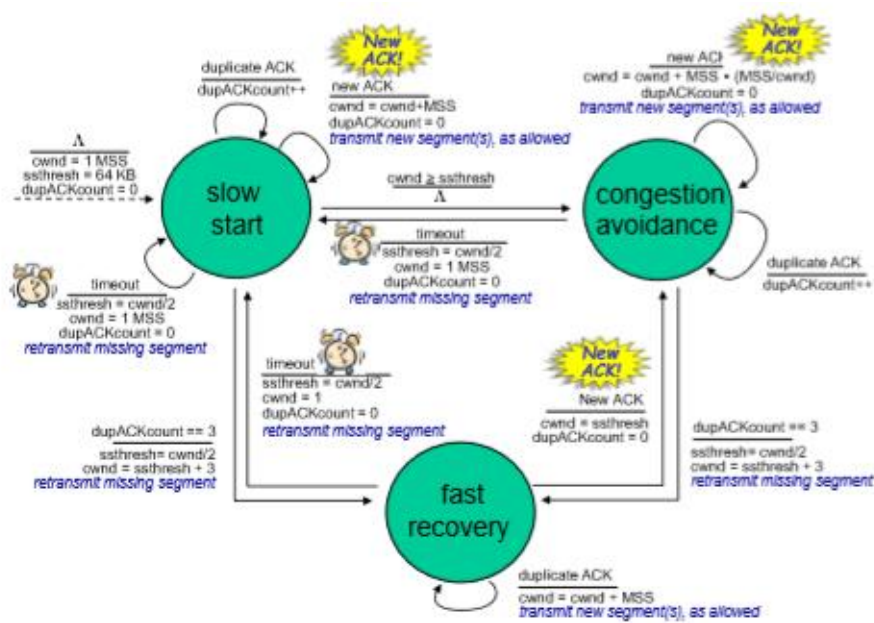 duplicate ACK
dupACKcount++
New
ACK!
new ACK
cwnd = cwnd+MSS
dupACKcount = 0
transmit new segment(s), as allowed
New
ACK!
new ACK
cwnd = cwnd + MSS • (MSS/cwnd)
dupACKcount = 0
transmit new segment(s), as allowed
Λ
cwnd = 1 MSS
ssthresh = 64 KB
dupACKcount = 0
slow
start
cwnd ≥ ssthresh
Λ
congestion
avoidance
timeout
ssthresh = cwnd/2
cwnd = 1 MSS
dupACKcount = 0
retransmit missing segment
timeout
ssthresh = cwnd/2
cwnd = 1 MSS
dupACKcount = 0
retransmit missing segment
duplicate ACK
dupACKcount++
timeout
ssthresh = cwnd/2
cwnd = 1
dupACKcount = 0
retransmit missing segment
New
ACK!
New ACK
cwnd = ssthresh
dupACKcount = 0
dupACKcount == 3
ssthresh= cwnd/2
cwnd = ssthresh + 3
retransmit missing segment
dupACKcount == 3
ssthresh= cwnd/2
cwnd = ssthresh + 3
retransmit missing segment
fast
recovery
duplicate ACK
cwnd = cwnd + MSS
transmit new segment(s), as allowed